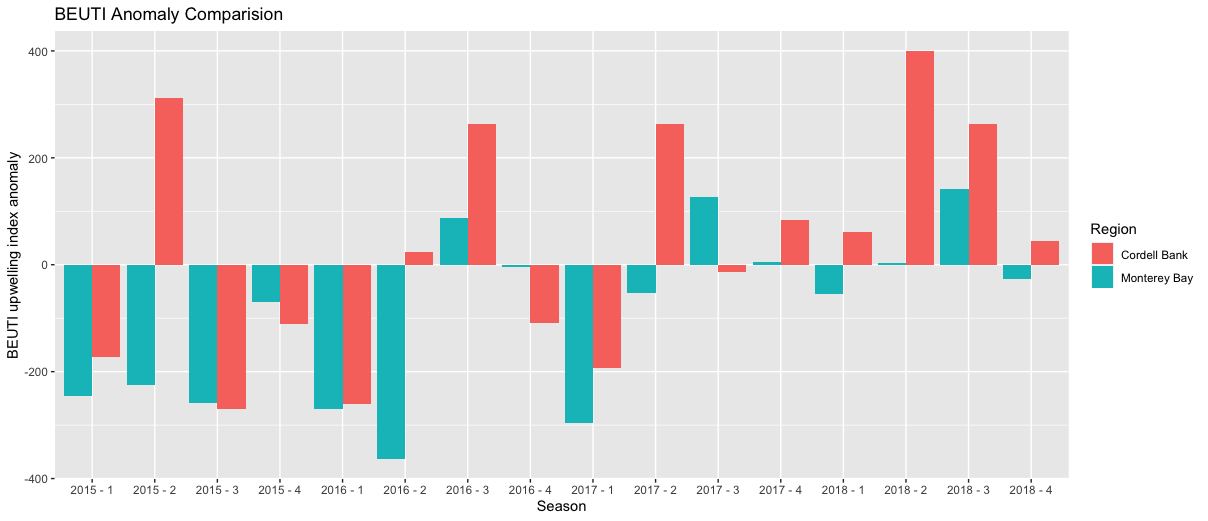 BEUTI Anomaly Comparision
BEUTI upwelling index anomaly
400
200
0
-200
-400
2015 - 1 2015 - 2 2015 - 3 2015 - 4 2016 - 1 2016 - 2 2016 - 3 2016 - 4 2017 - 1 2017 - 2 2017 - 3 2017 - 4 2018 - 1 2018 - 2 2018 - 3 2018 - 4
Season
Region
Cordell Bank
Monterey Bay